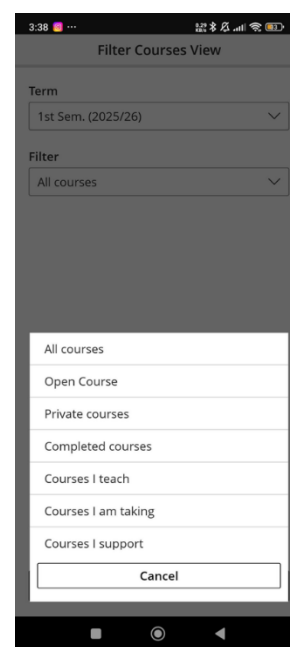 3:38
Filter Courses View
Term
1st Sem. (2025/26)
Filter
All courses
All courses
Open Course
Private courses
Completed courses
Courses I teach
Courses I am taking
Courses I support
Cancel